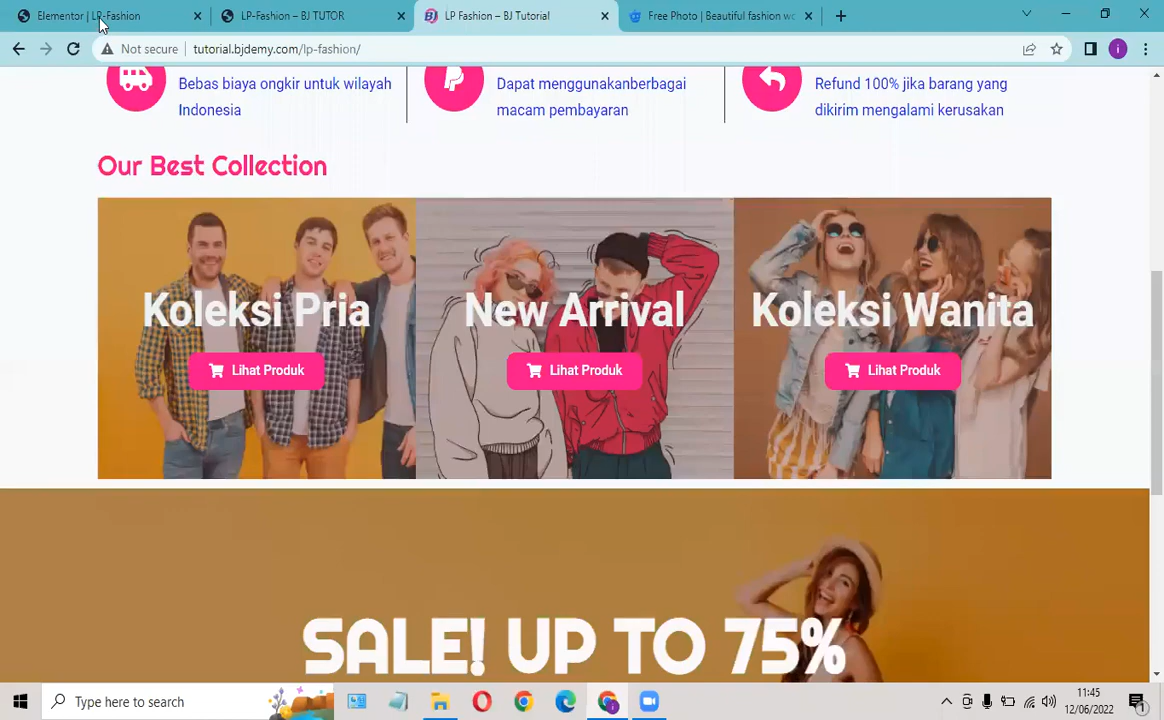 Elementor | LP-Fashion
LP-Fashion – BJ TUTOR
LP Fashion – BJ Tutorial
Free Photo | Beautiful fashion wo
Not secure
tutorial.bjdemy.com/lp-fashion/
i
Bebas biaya ongkir untuk wilayah
Indonesia
Dapat menggunakanberbagai
macam pembayaran
Refund 100% jika barang yang
dikirim mengalami kerusakan
Our Best Collection
Koleksi Pria
New Arrival
Koleksi Wanita
Lihat Produk
Lihat Produk
Lihat Produk
SALE! UP TO 75%
Type here to search
11:45
12/06/2022